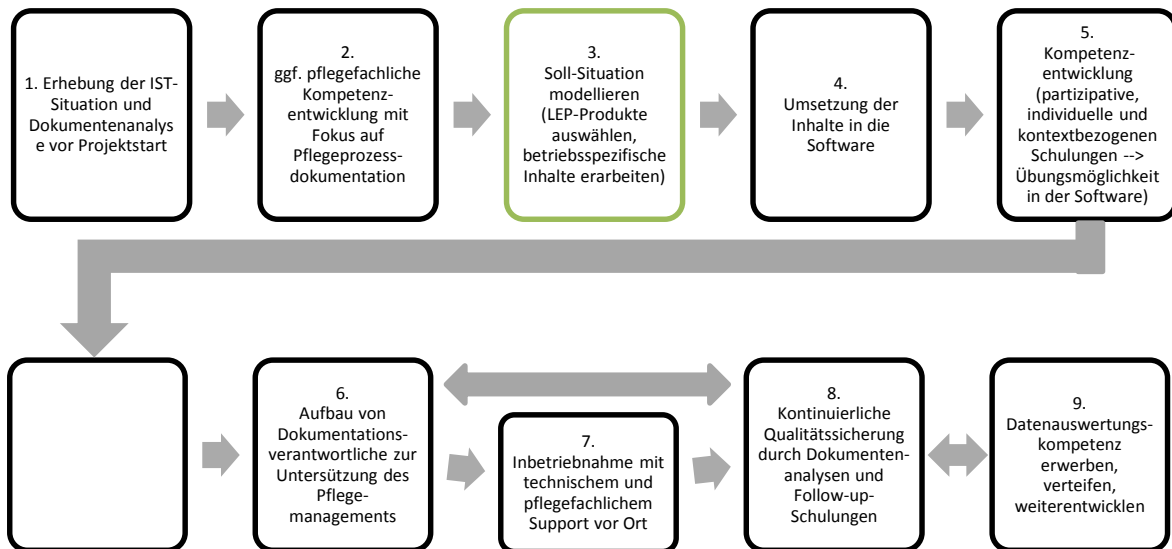 1. Erhebung der IST-
Situation und
Dokumentenanalys
e vor Projektstart
2.
ggf. pflegefachliche
Kompetenz-
entwicklung mit
Fokus auf
Pflegeprozess-
dokumentation
3.
Soll-Situation
modellieren
(LEP-Produkte
auswählen,
betriebsspezifische
Inhalte erarbeiten)
4.
Umsetzung der
Inhalte in die
Software
5.
Kompetenz-
entwicklung
(partizipative,
individuelle und
kontextbezogenen
Schulungen -->
Übungsmöglichkeit
in der Software)
6.
Aufbau von
Dokumentations-
verantwortliche zur
Untersützung des
Pflege-
managements
7.
Inbetriebnahme mit
technischem und
pflegefachlichem
Support vor Ort
8.
Kontinuierliche
Qualitätssicherung
durch Dokumenten-
analysen und
Follow-up-
Schulungen
9.
Datenauswertungs-
kompetenz
erwerben,
verteifen,
weiterentwicklen